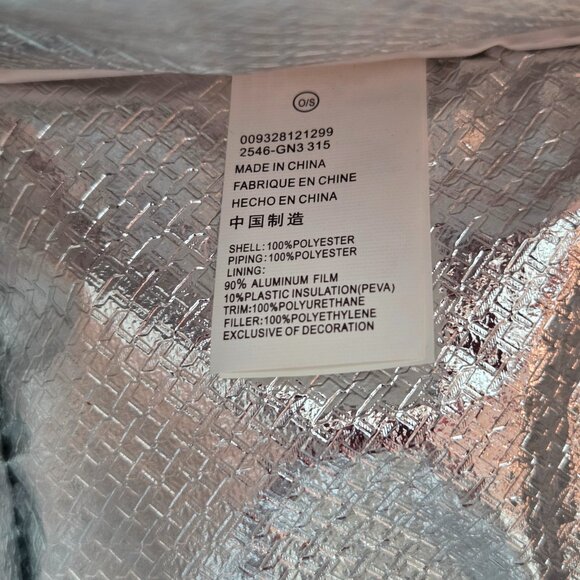 O/S
009328121299
2546-GN3 315
MADE IN CHINA
FABRIQUE EN CHINE
HECHO EN CHINA
中国制造
SHELL:100%POLYESTER
PIPING:100%POLYESTER
LINING:
90% ALUMINUM FILM
10%PLASTIC INSULATION(PEVA)
TRIM:100%POLYURETHANE
FILLER:100%POLYETHYLENE
EXCLUSIVE OF DECORATION